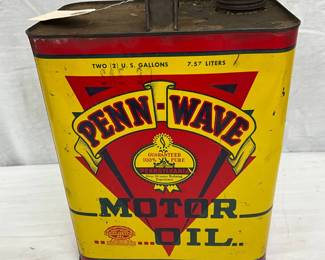 TWO (2) U.S. GALLONS 7.57 LITERS
PENN-WAVE
GUARANTEED
100% PURE
PENNSYLVANIA
MOTOR
OIL